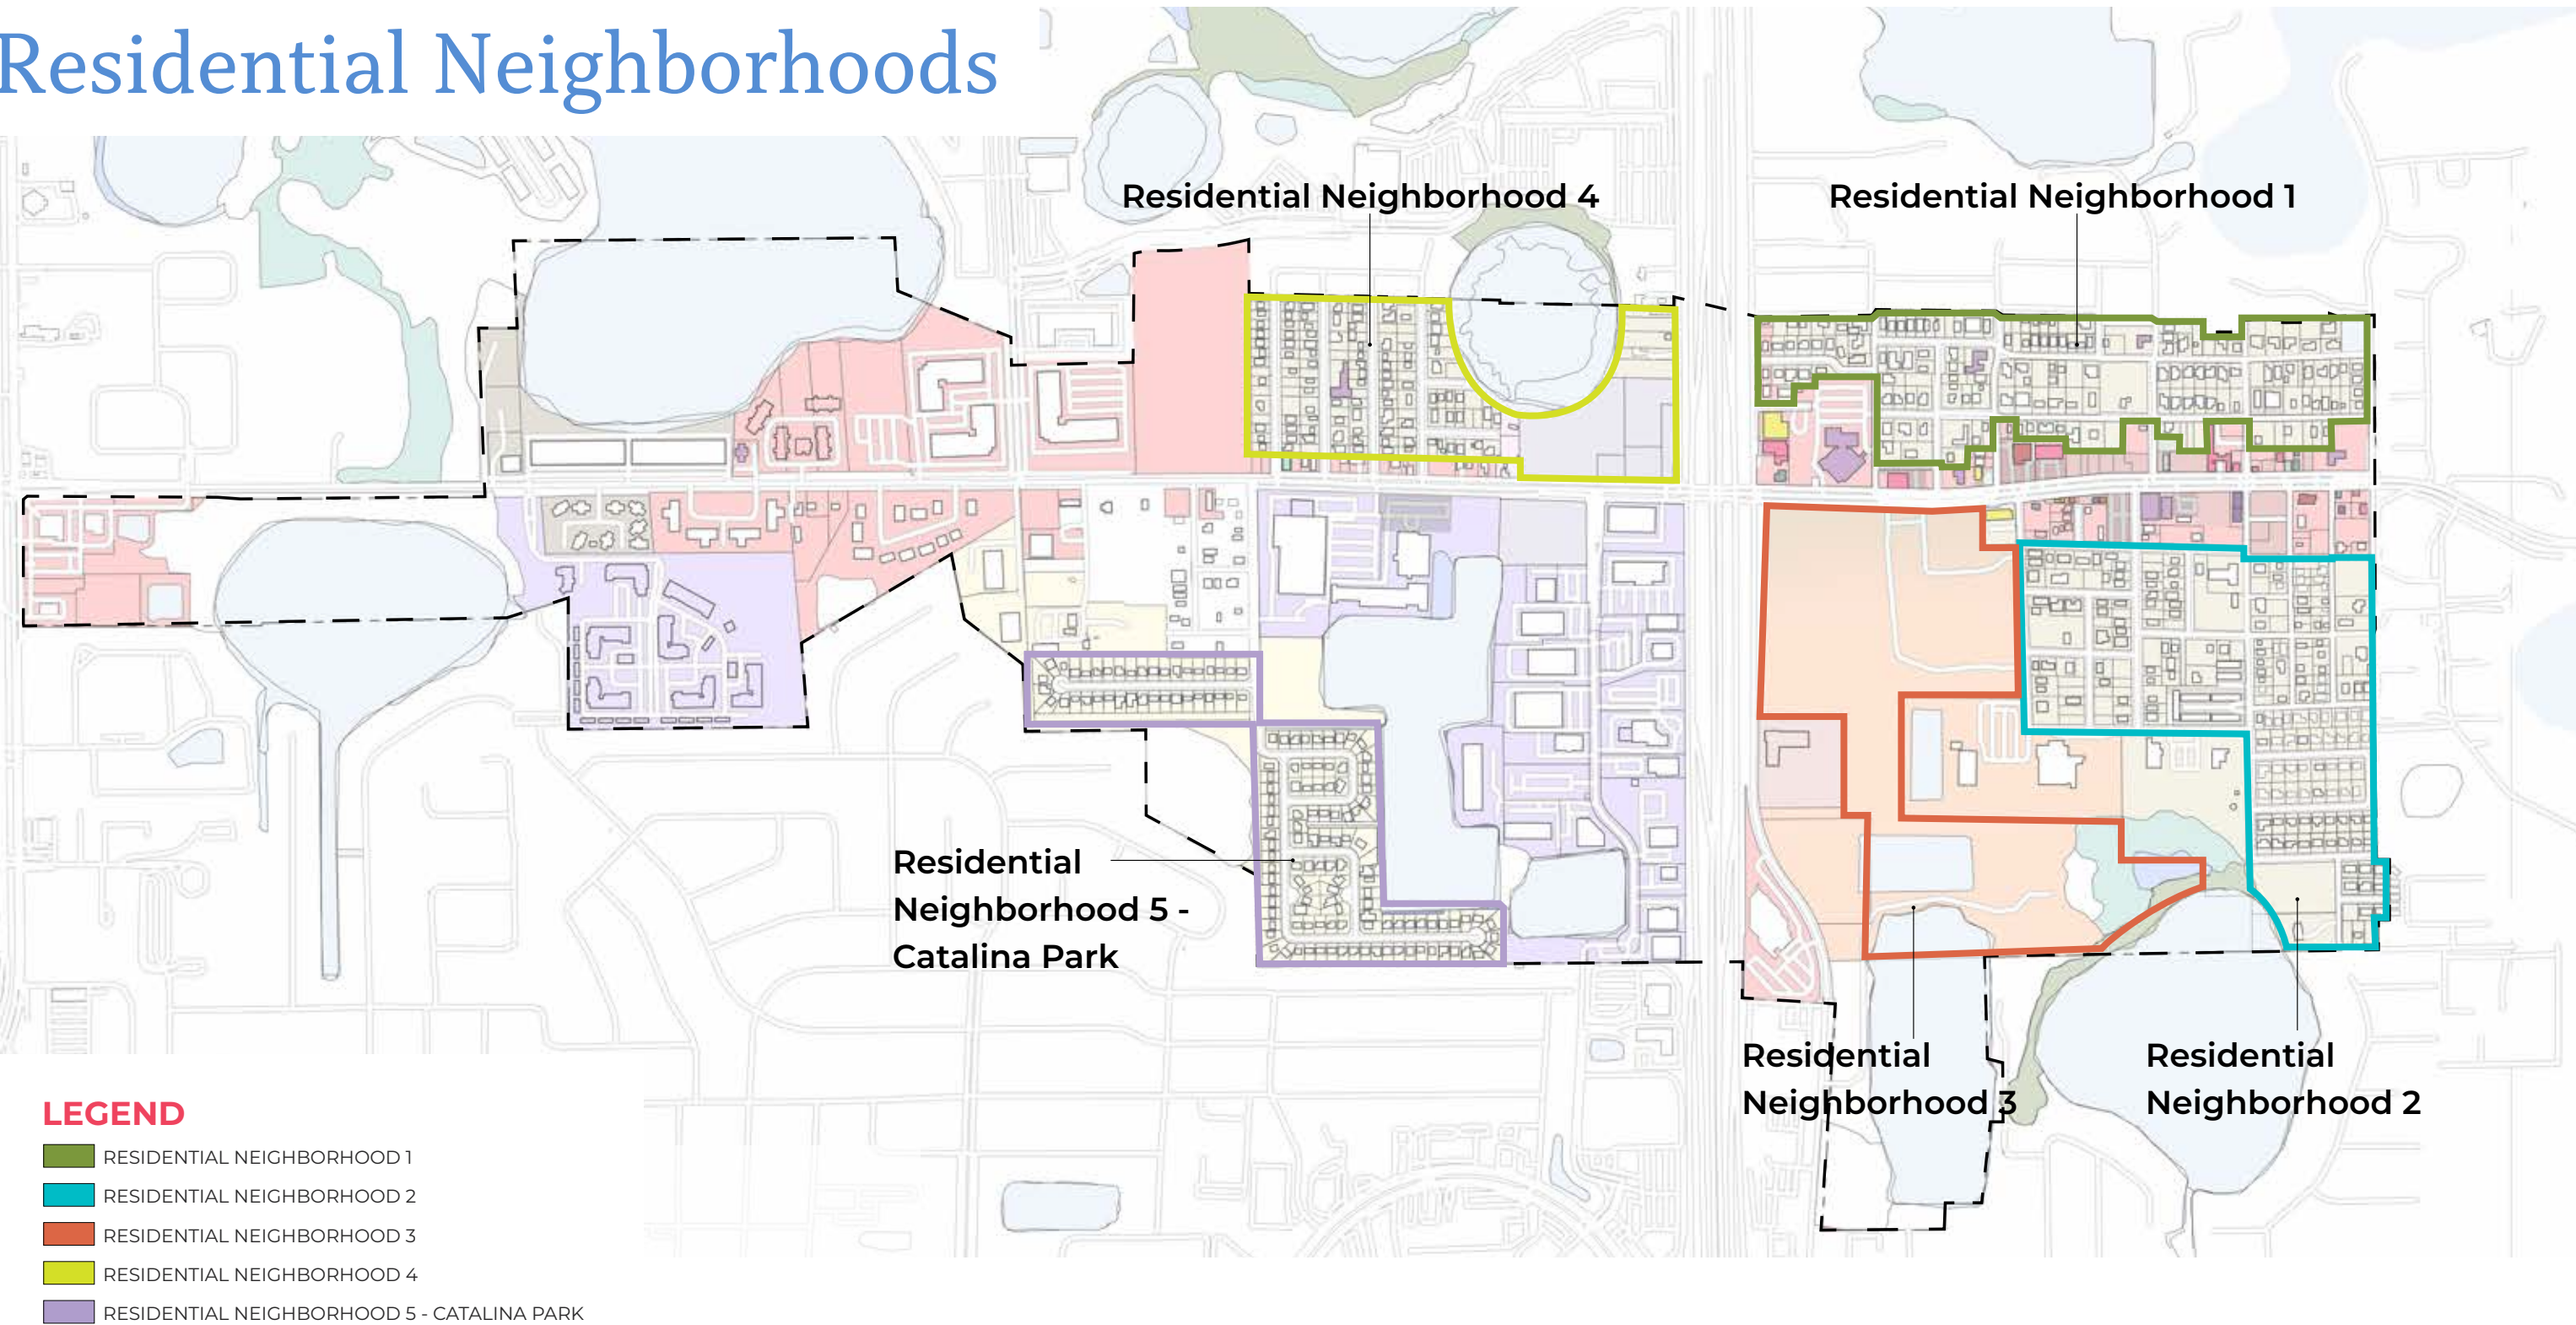 Residential Neighborhoods
Residential Neighborhood 4
Residential Neighborhood 1
Residential
Neighborhood 5 -
Catalina Park
Residential
Neighborhood 3
Residential
Neighborhood 2
LEGEND
RESIDENTIAL NEIGHBORHOOD 1
RESIDENTIAL NEIGHBORHOOD 2
RESIDENTIAL NEIGHBORHOOD 3
RESIDENTIAL NEIGHBORHOOD 4
RESIDENTIAL NEIGHBORHOOD 5 - CATALINA PARK